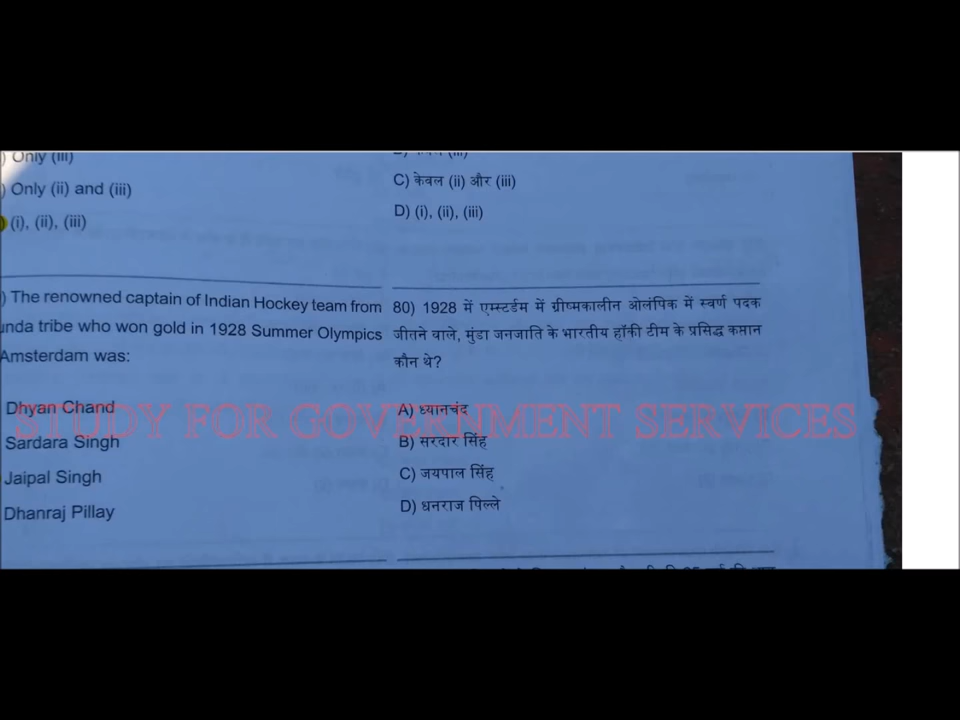 ) Only (iii)
) Only (ii) and (iii)
) (i), (ii), (iii)
) The renowned captain of Indian Hockey team from
unda tribe who won gold in 1928 Summer Olympics
Amsterdam was:
Dhyan Chand
Sardara Singh
Jaipal Singh
Dhanraj Pillay
C) केवल (ii) और (iii)
D) (i), (ii), (iii)
80) 1928 में एम्स्टर्डम में ग्रीष्मकालीन ओलंपिक में स्वर्ण पदक
जीतने वाले, मुंडा जनजाति के भारतीय हॉकी टीम के प्रसिद्ध कप्तान
कौन थे?
A) ध्यानचंद
B) सरदार सिंह
C) जयपाल सिंह
D) धनराज पिल्ले
STUDY FOR GOVERNMENT SERVICES